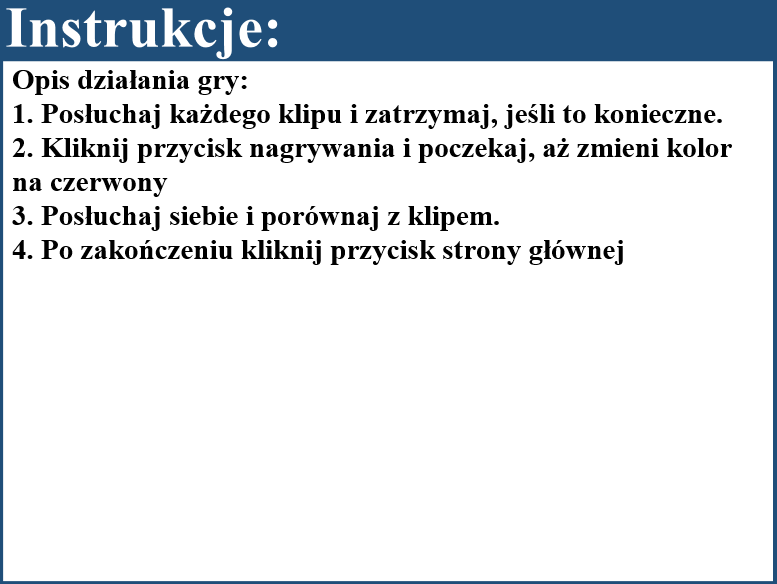 Instrukcje:
Opis działania gry:
1. Posłuchaj każdego klipu i zatrzymaj, jeśli to konieczne.
2. Kliknij przycisk nagrywania i poczekaj, aż zmieni kolor
na czerwony
3. Posłuchaj siebie i porównaj z klipem.
4. Po zakończeniu kliknij przycisk strony głównej